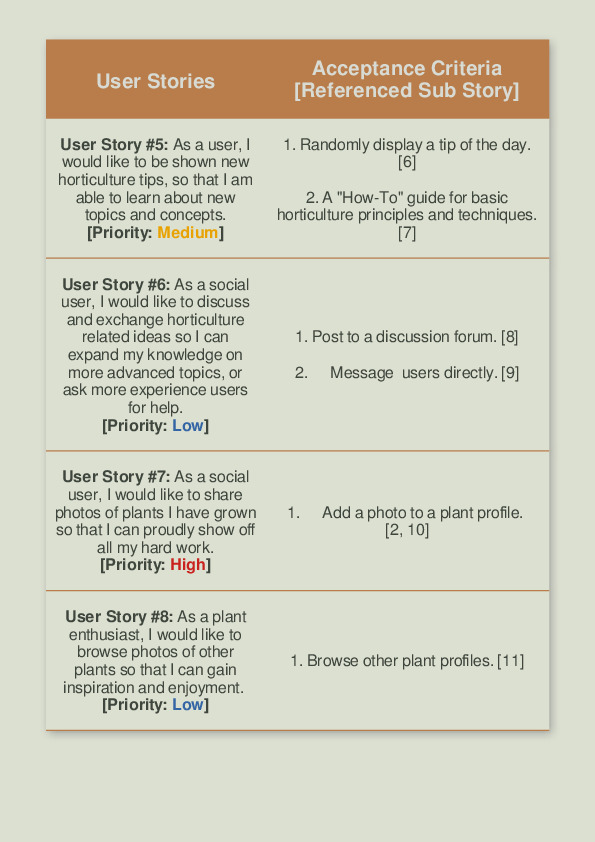 User Stories
Acceptance Criteria
[Referenced Sub Story]
User Story #5: As a user, I
would like to be shown new
horticulture tips, so that I am
able to learn about new
topics and concepts.
[Priority: Medium]
1. Randomly display a tip of the day.
[6]
2. A "How-To" guide for basic
horticulture principles and techniques.
[7]
User Story #6: As a social
user, I would like to discuss
and exchange horticulture
related ideas so I can
expand my knowledge on
more advanced topics, or
ask more experience users
for help.
[Priority: Low]
1. Post to a discussion forum. [8]
2. Message users directly. [9]
User Story #7: As a social
user, I would like to share
photos of plants I have grown
so that I can proudly show off
all my hard work.
[Priority: High]
1. Add a photo to a plant profile.
[2, 10]
User Story #8: As a plant
enthusiast, I would like to
browse photos of other
plants so that I can gain
inspiration and enjoyment.
[Priority: Low]
1. Browse other plant profiles. [11]